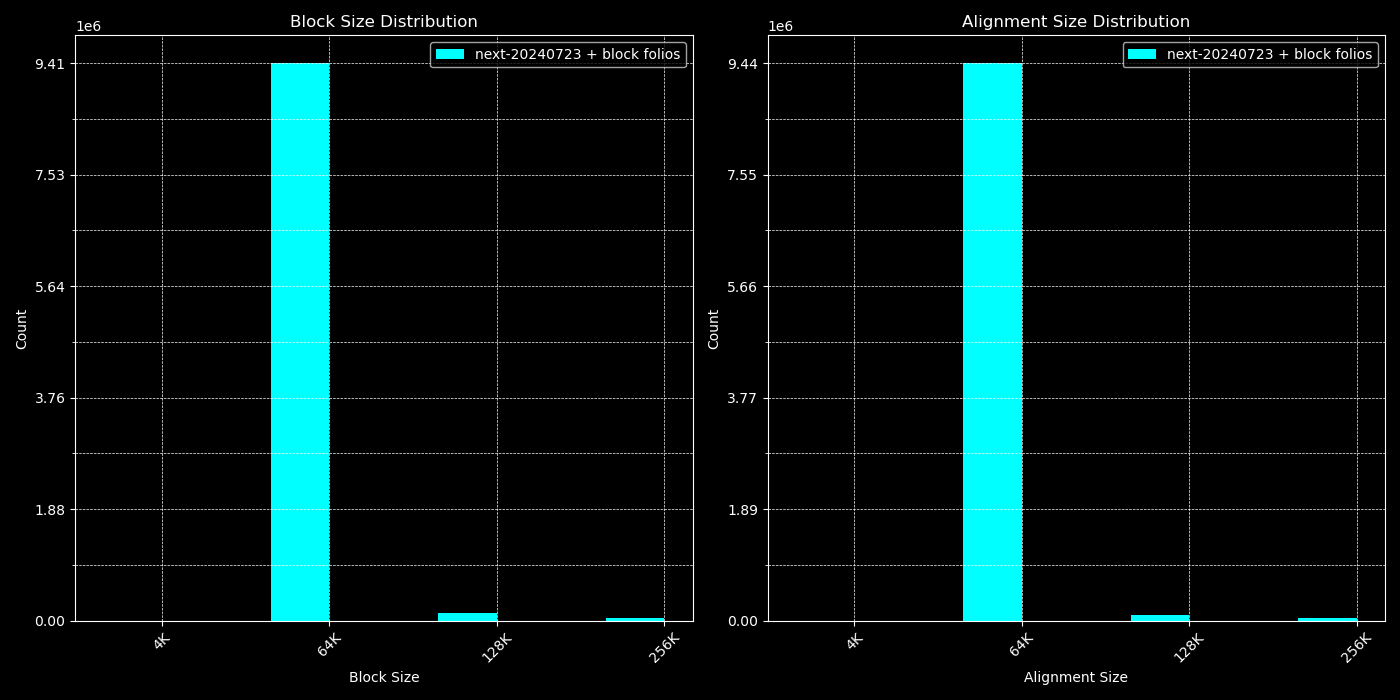 Block Size Distribution
1e6
next-20240723 + block folios
9.41
7.53
5.64
3.76
1.88
0.00
Count
4K
64K
128K
256K
Block Size
Alignment Size Distribution
1e6
next-20240723 + block folios
9.44
7.55
5.66
3.77
1.89
0.00
Count
4K
64K
128K
256K
Alignment Size